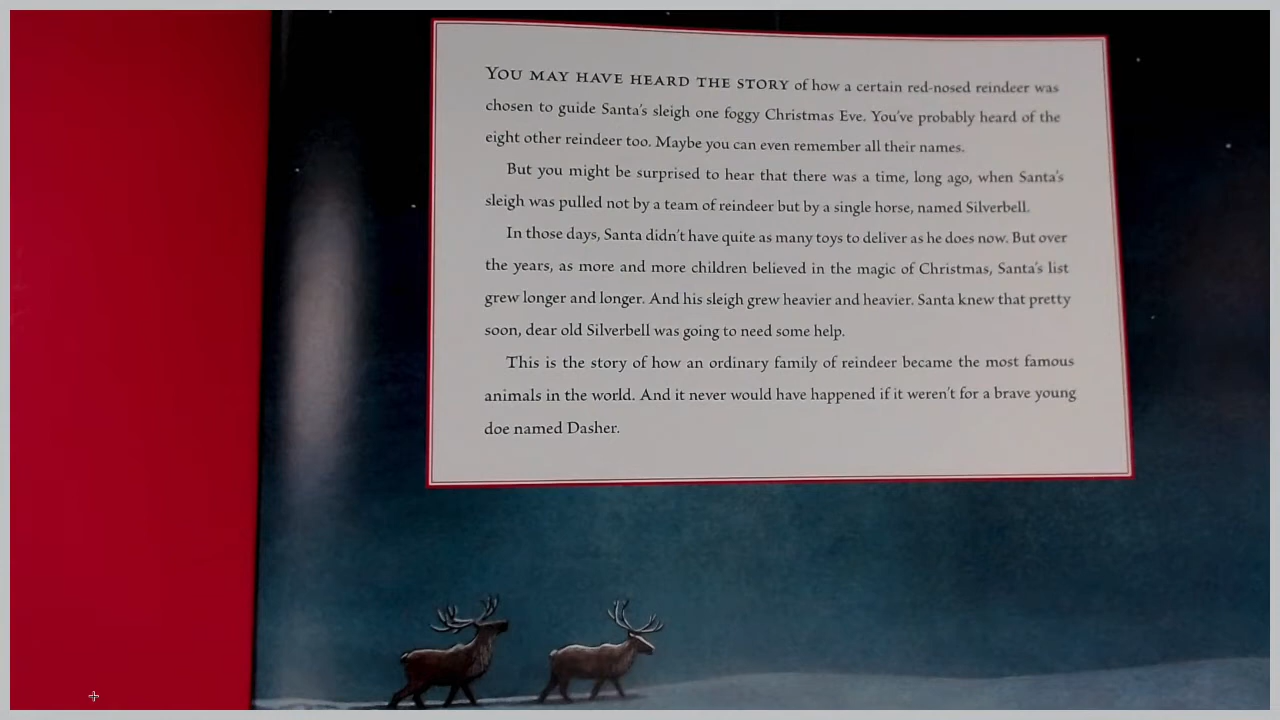 YOU MAY HAVE HEARD THE STORY of how a certain red-nosed reindeer was
chosen to guide Santa's sleigh one foggy Christmas Eve. You've probably heard of the
eight other reindeer too. Maybe you can even remember all their names.
But you might be surprised to hear that there was a time, long ago, when Santa's
sleigh was pulled not by a team of reindeer but by a single horse, named Silverbell.
In those days, Santa didn't have quite as many toys to deliver as he does now. But over
the years, as more and more children believed in the magic of Christmas, Santa's list
grew longer and longer. And his sleigh grew heavier and heavier. Santa knew that pretty
soon, dear old Silverbell was going to need some help.
This is the story of how an ordinary family of reindeer became the most famous
animals in the world. And it never would have happened if it weren't for a brave young
doe named Dasher.